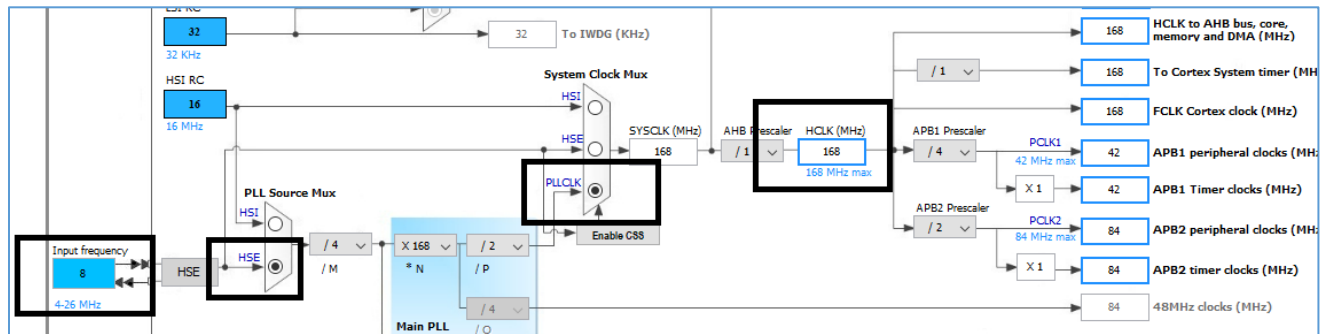 LSI RC
32
32 KHz
32
To IWDG (KHz)
HSI RC
16
16 MHz
System Clock Mux
HSI
HSE
PLLCLK
Enable CSS
SYSCLK (MHz)
168
AHB Prescaler
/ 1
HCLK (MHz)
168
168 MHz max
168
HCLK to AHB bus, core,
memory and DMA (MHz)
/ 1
168
To Cortex System timer (MH
168
FCLK Cortex clock (MHz)
APB1 Prescaler
/ 4
PCLK1
42 MHz max
42
APB1 peripheral clocks (MH
X 1
42
APB1 Timer clocks (MHz)
APB2 Prescaler
/ 2
PCLK2
84 MHz max
84
APB2 peripheral clocks (MH
X 1
84
APB2 timer clocks (MHz)
84
48MHz clocks (MHz)
PLL Source Mux
HSI
HSE
Input frequency
8
4-26 MHz
HSE
/ 4
/ M
X 168
* N
/ 2
/ P
/ 4
/ Q
Main PLL